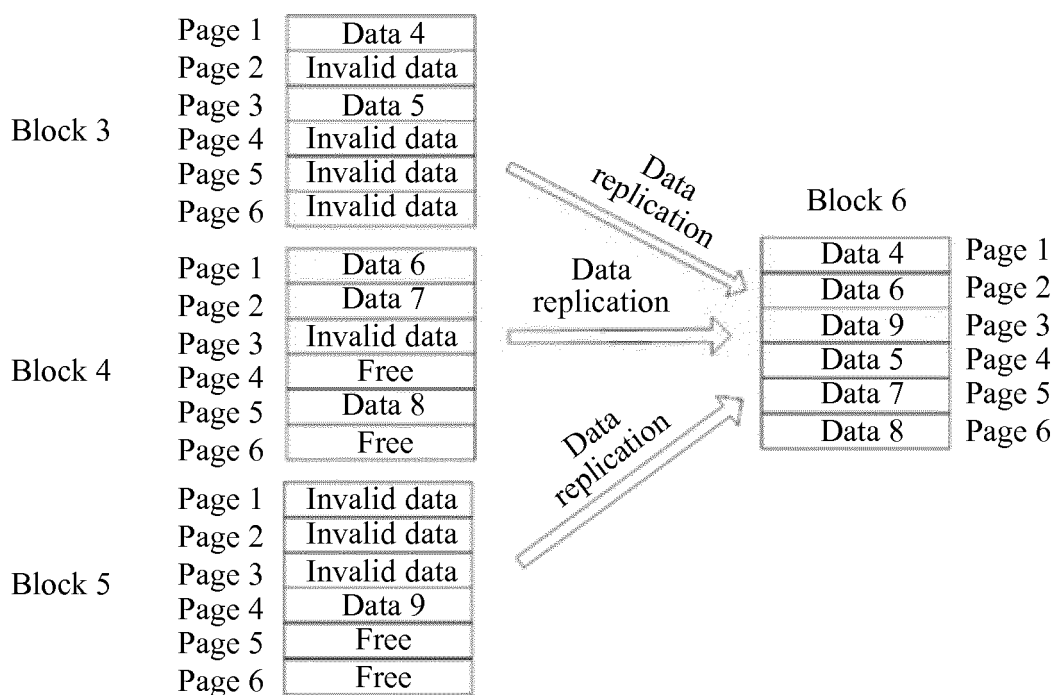 Block 3
Page 1 Data 4
Page 2 Invalid data
Page 3 Data 5
Page 4 Invalid data
Page 5 Invalid data
Page 6 Invalid data
Block 4
Page 1 Data 6
Page 2 Data 7
Page 3 Invalid data
Page 4 Free
Page 5 Data 8
Page 6 Free
Block 5
Page 1 Invalid data
Page 2 Invalid data
Page 3 Invalid data
Page 4 Data 9
Page 5 Free
Page 6 Free
Data
replication
Data
replication
Data
replication
Block 6
Data 4 Page 1
Data 6 Page 2
Data 9 Page 3
Data 5 Page 4
Data 7 Page 5
Data 8 Page 6